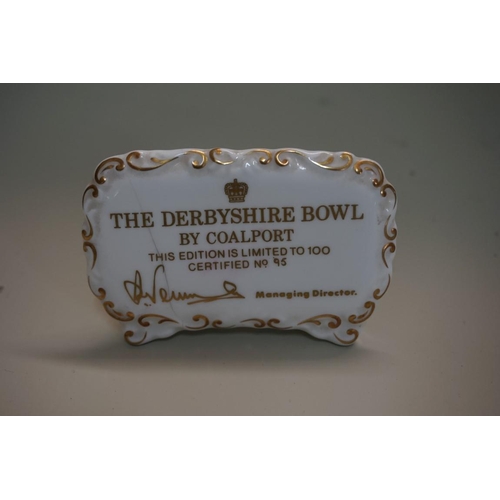 THE DERBYSHIRE BOWL
BY COALPORT
THIS EDITION IS LIMITED TO 100
CERTIFIED No 95
Managing Director.